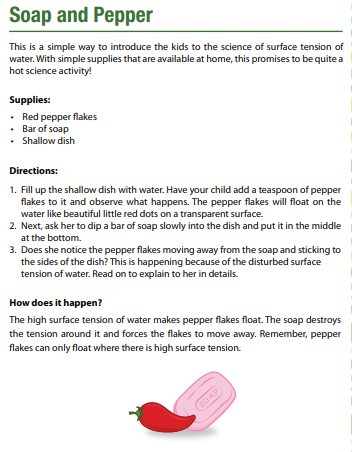 Soap and Pepper
This is a simple way to introduce the kids to the science of surface tension of
water. With simple supplies that are available at home, this promises to be quite a
hot science activity!
Supplies:
• Red pepper flakes
• Bar of soap
• Shallow dish
Directions:
1. Fill up the shallow dish with water. Have your child add a teaspoon of pepper
flakes to it and observe what happens. The pepper flakes will float on the
water like beautiful little red dots on a transparent surface.
2. Next, ask her to dip a bar of soap slowly into the dish and put it in the middle
at the bottom.
3. Does she notice the pepper flakes moving away from the soap and sticking to
the sides of the dish? This is happening because of the disturbed surface
tension of water. Read on to explain to her in details.
How does it happen?
The high surface tension of water makes pepper flakes float. The soap destroys
the tension around it and forces the flakes to move away. Remember, pepper
flakes can only float where there is high surface tension.
SOAP